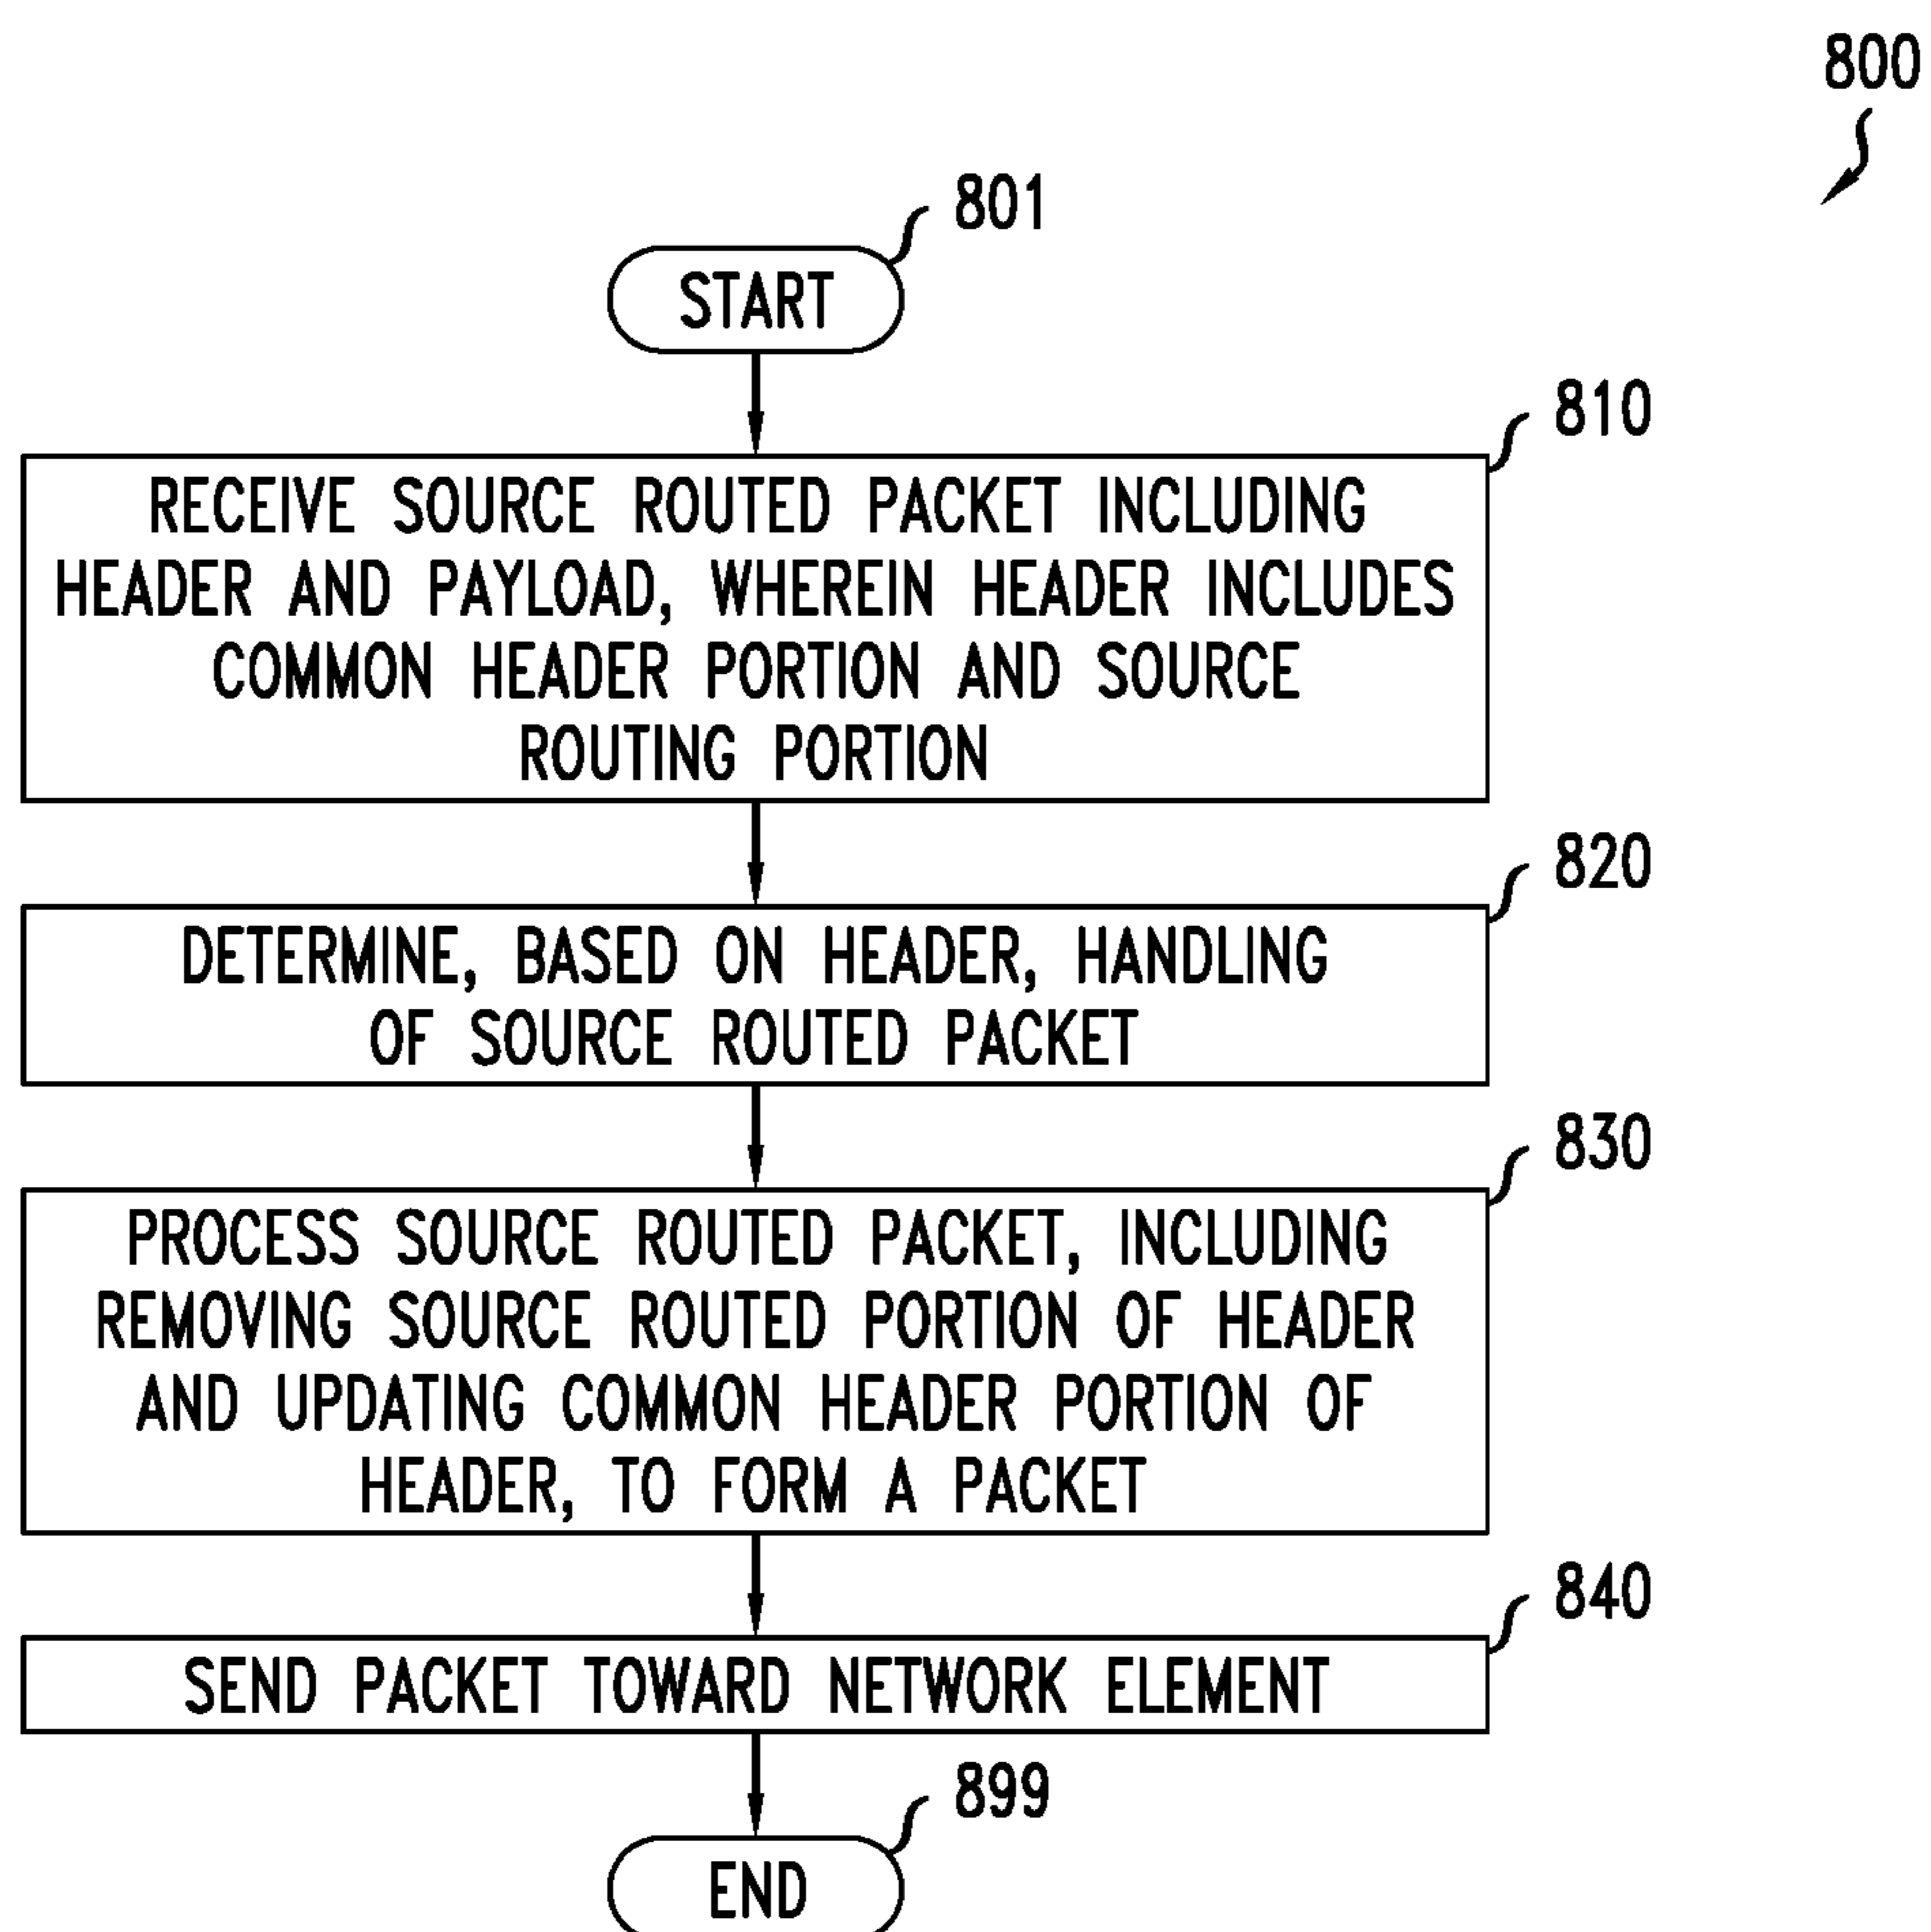 800
801
START
810
RECEIVE SOURCE ROUTED PACKET INCLUDING
HEADER AND PAYLOAD, WHEREIN HEADER INCLUDES
COMMON HEADER PORTION AND SOURCE
ROUTING PORTION
820
DETERMINE, BASED ON HEADER, HANDLING
OF SOURCE ROUTED PACKET
830
PROCESS SOURCE ROUTED PACKET, INCLUDING
REMOVING SOURCE ROUTED PORTION OF HEADER
AND UPDATING COMMON HEADER PORTION OF
HEADER, TO FORM A PACKET
840
SEND PACKET TOWARD NETWORK ELEMENT
899
END